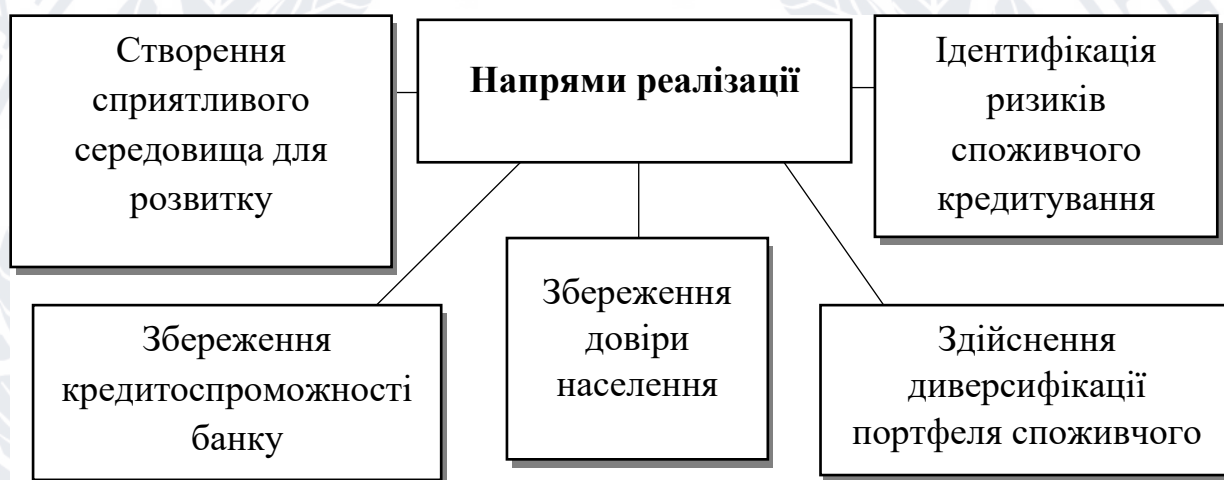 Створення
сприятливого
середовища для
розвитку
Напрями реалізації
Ідентифікація
ризиків
споживчого
кредитування
Збереження
кредитоспроможності
банку
Збереження
довіри
населення
Здійснення
диверсифікації
портфеля споживчого